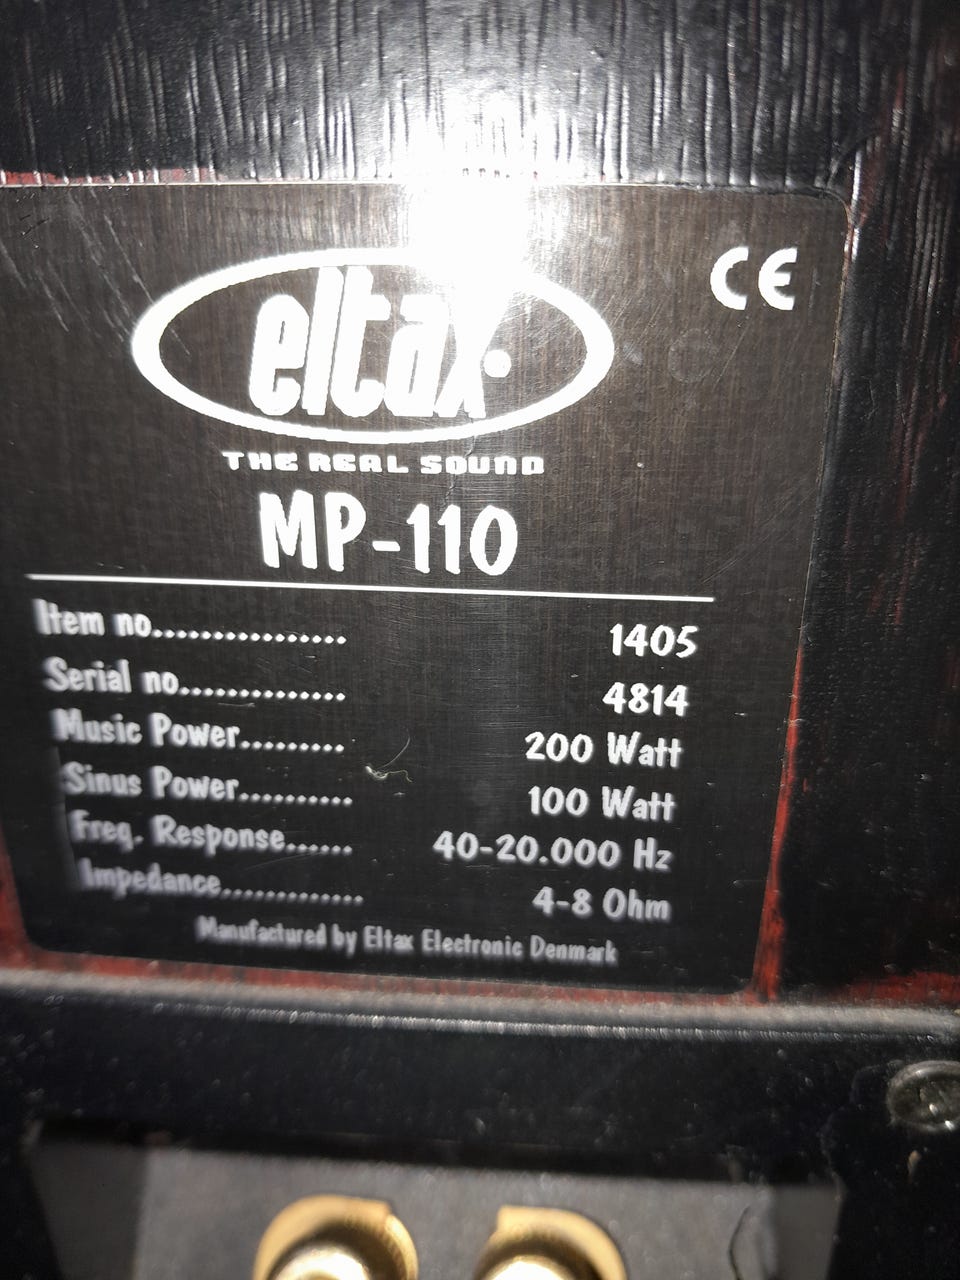 CE
eltax
THE REAL SOUND
MP-110
Item no................ 1405
Serial no.............. 4814
Music Power......... 200 Watt
Sinus Power.......... 100 Watt
Freq. Response...... 40-20.000 Hz
Impedance............. 4-8 Ohm
Manufactured by Eltax Electronic Denmark